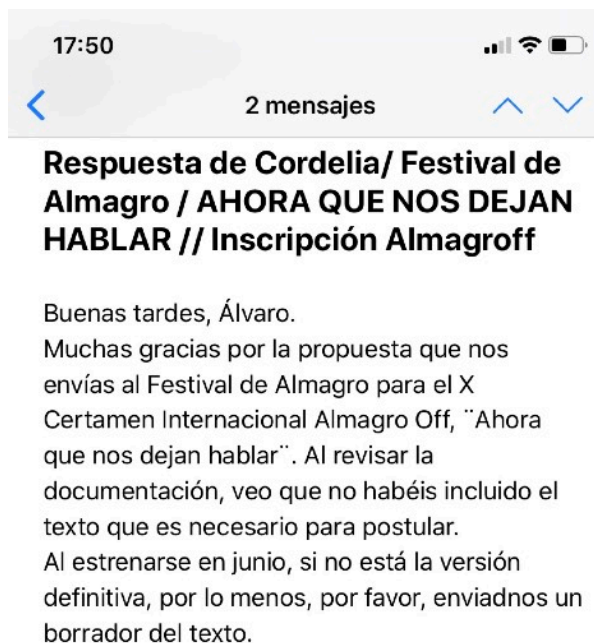 17:50
2 mensajes
Respuesta de Cordelia/ Festival de
Almagro / AHORA QUE NOS DEJAN
HABLAR // Inscripción Almagroff
Buenas tardes, Álvaro.
Muchas gracias por la propuesta que nos
envías al Festival de Almagro para el X
Certamen Internacional Almagro Off, ¨Ahora
que nos dejan hablar¨. Al revisar la
documentación, veo que no habéis incluido el
texto que es necesario para postular.
Al estrenarse en junio, si no está la versión
definitiva, por lo menos, por favor, enviadnos un
borrador del texto.